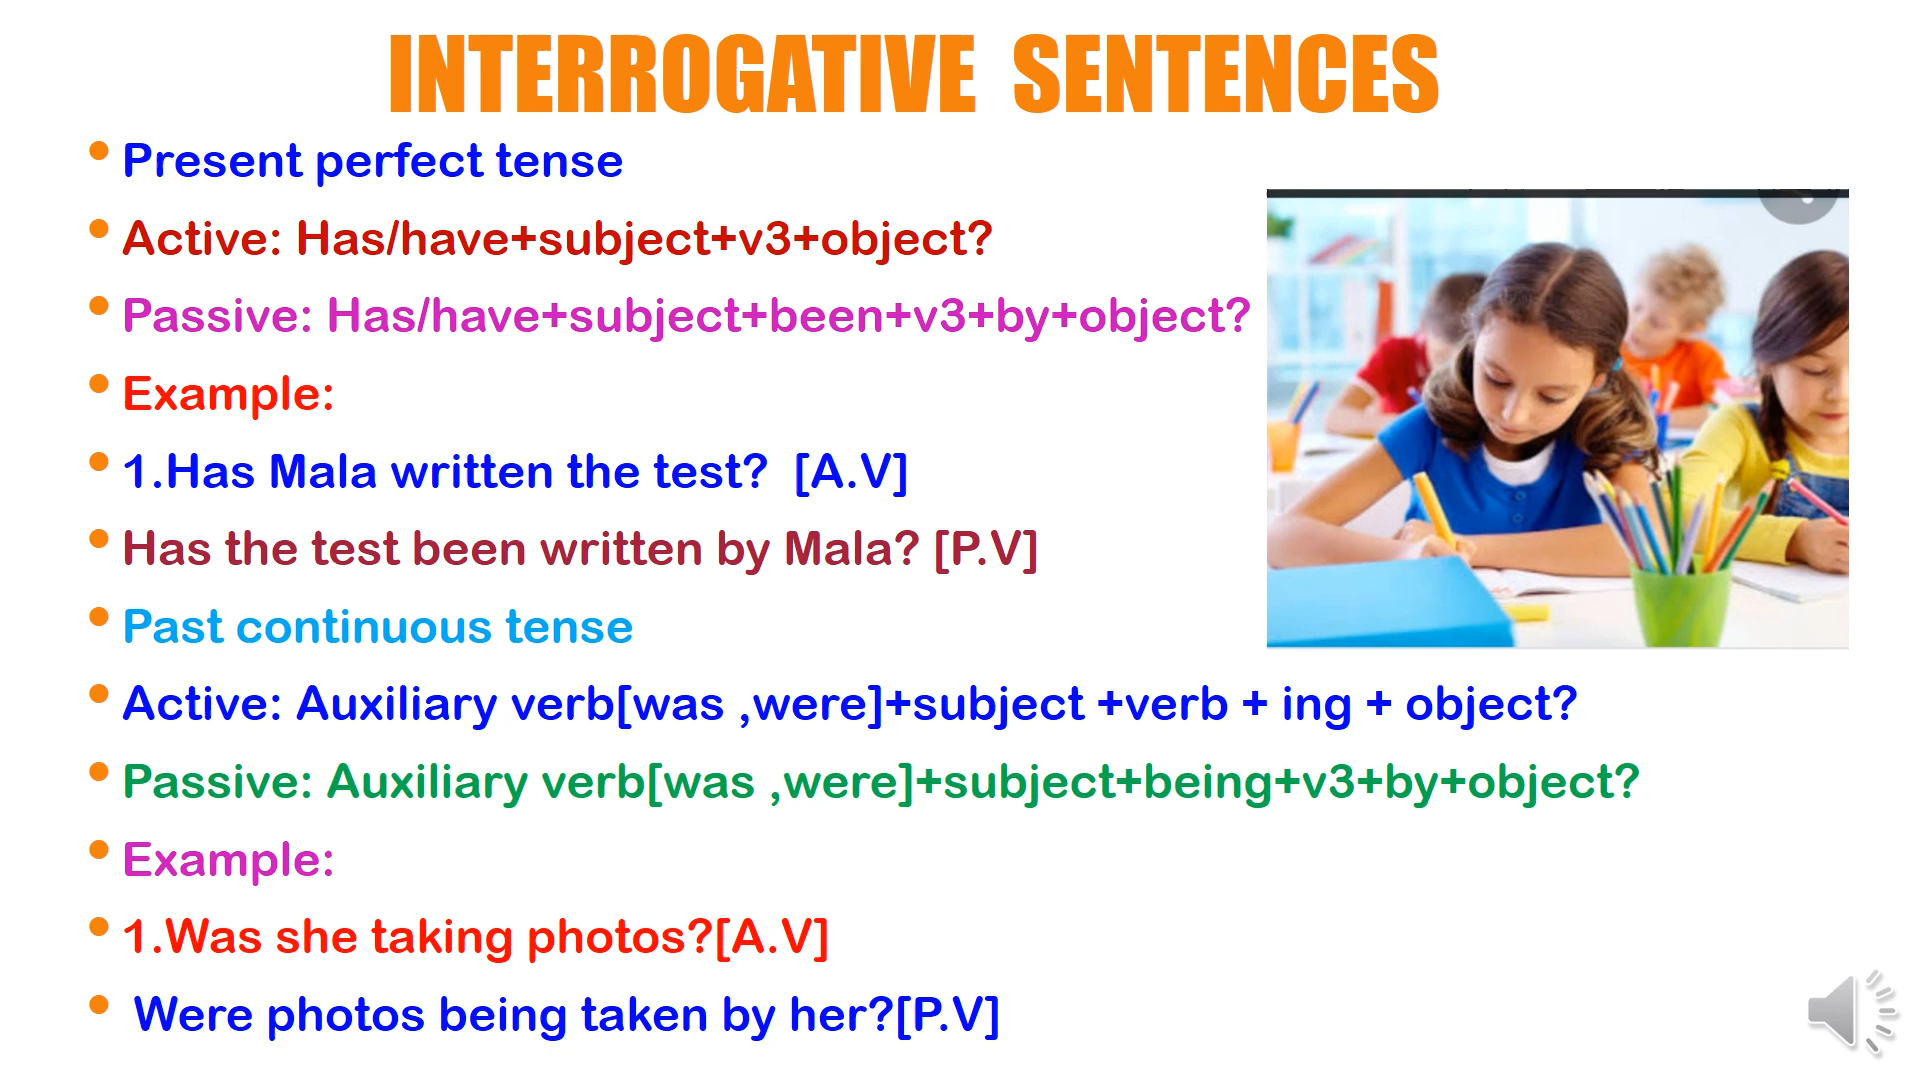 INTERROGATIVE SENTENCES
• Present perfect tense
• Active: Has/have+subject+v3+object?
• Passive: Has/have+subject+been+v3+by+object?
• Example:
• 1.Has Mala written the test? [A.V]
• Has the test been written by Mala? [P.V]
• Past continuous tense
• Active: Auxiliary verb[was ,were]+subject +verb + ing + object?
• Passive: Auxiliary verb[was ,were]+subject+being+v3+by+object?
• Example:
• 1.Was she taking photos?[A.V]
• Were photos being taken by her?[P.V]